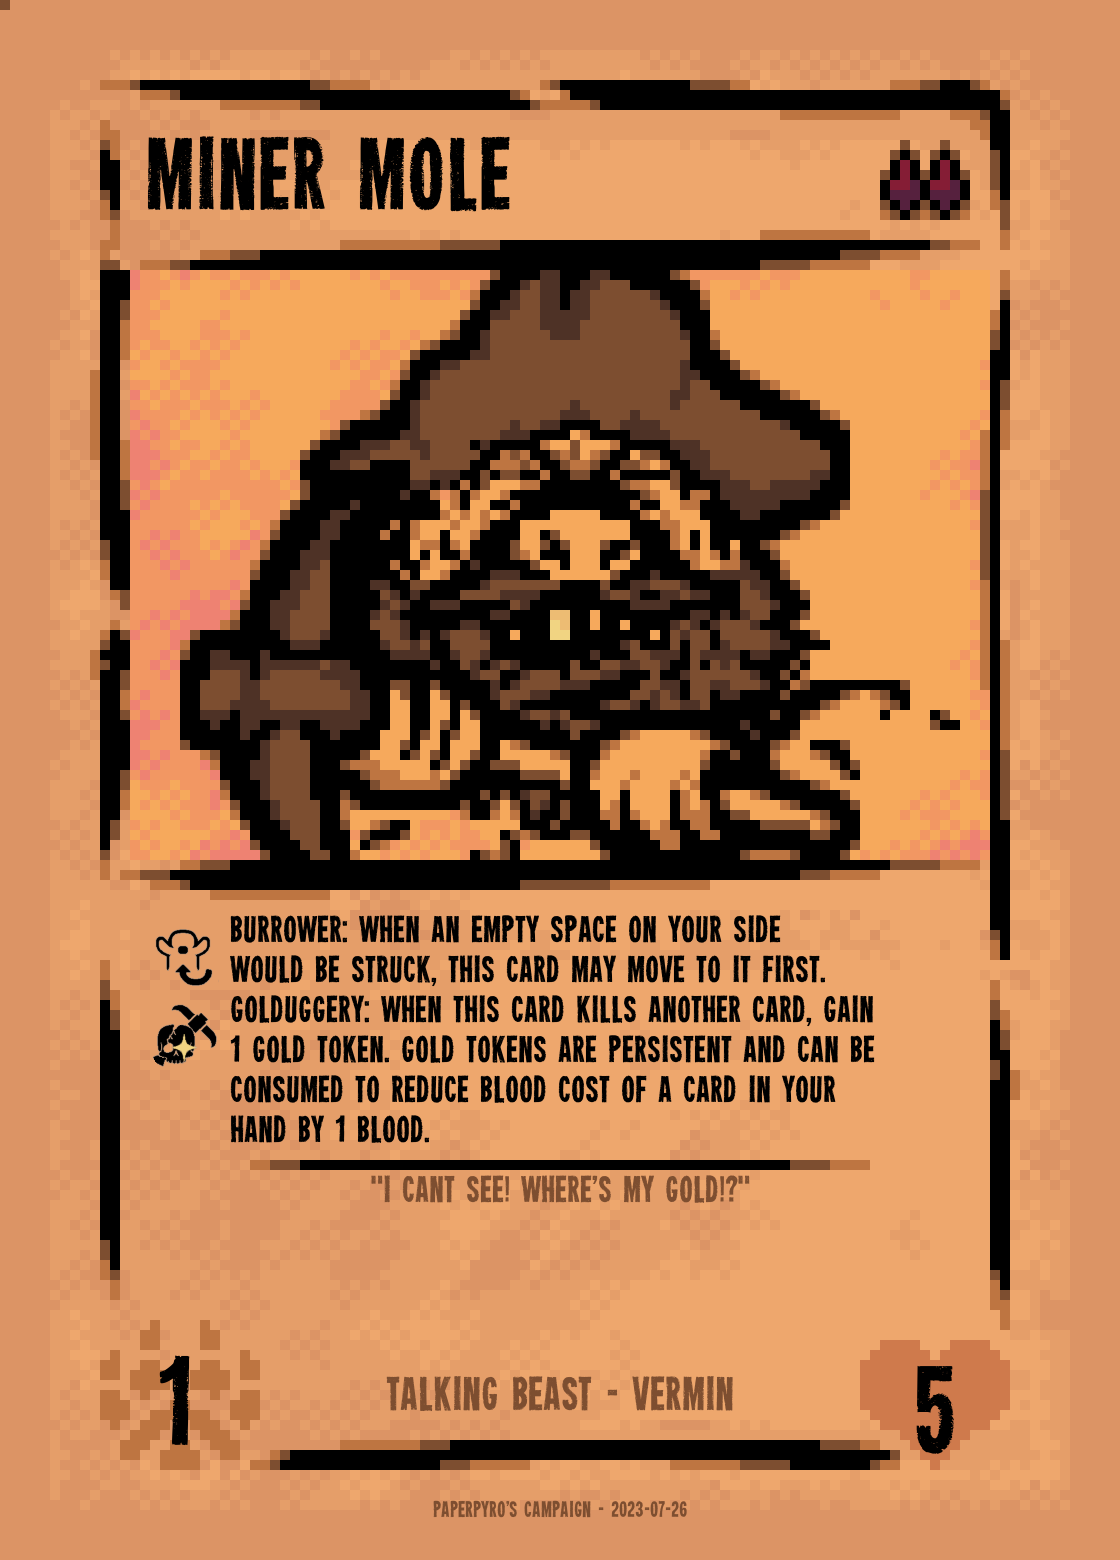 MINER MOLE
BURROWER: WHEN AN EMPTY SPACE ON YOUR SIDE
WOULD BE STRUCK, THIS CARD MAY MOVE TO IT FIRST.
GOLDUGGERY: WHEN THIS CARD KILLS ANOTHER CARD, GAIN
1 GOLD TOKEN. GOLD TOKENS ARE PERSISTENT AND CAN BE
CONSUMED TO REDUCE BLOOD COST OF A CARD IN YOUR
HAND BY 1 BLOOD.
"I CANT SEE! WHERE'S MY GOLD!?"
1
TALKING BEAST - VERMIN
5
PAPERPYRO'S CAMPAIGN - 2023-07-26